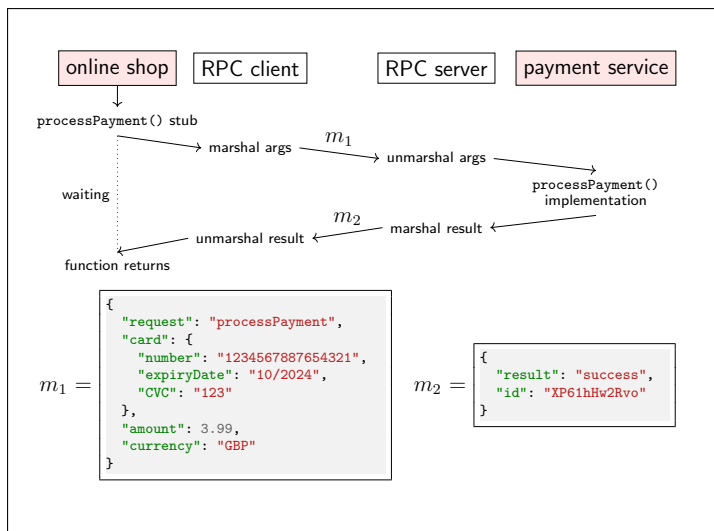 online shop
RPC client
RPC server
payment service
processPayment() stub
marshal args
m1
unmarshal args
waiting
processPayment()
implementation
m2
marshal result
unmarshal result
function returns
m1 =
{
  "request": "processPayment",
  "card": {
    "number": "1234567887654321",
    "expiryDate": "10/2024",
    "CVC": "123"
  },
  "amount": 3.99,
  "currency": "GBP"
}
m2 =
{
  "result": "success",
  "id": "XP61hHw2Rvo"
}